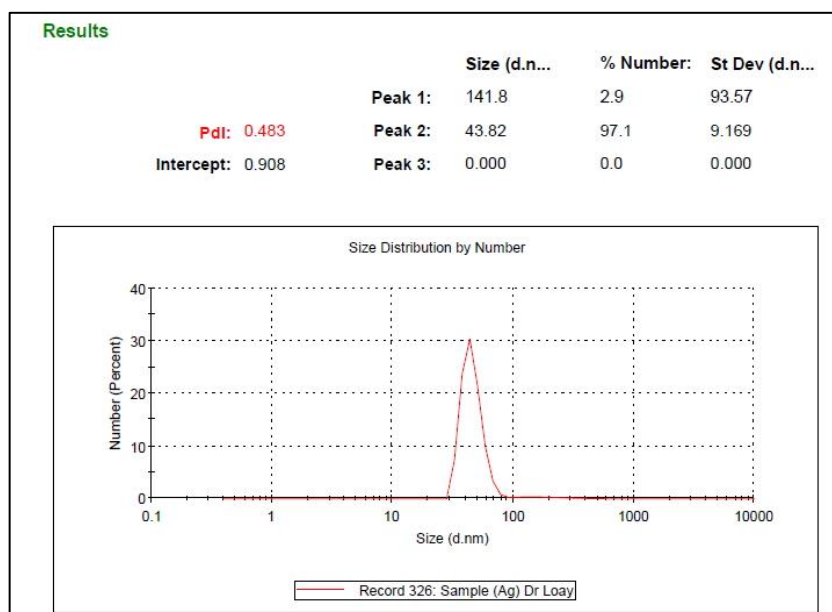 Results
Size (d.n... % Number: St Dev (d.n...
Peak 1: 141.8 2.9 93.57
PdI: 0.483 Peak 2: 43.82 97.1 9.169
Intercept: 0.908 Peak 3: 0.000 0.0 0.000
Size Distribution by Number
Number (Percent)
40
30
20
10
0
0.1 1 10 100 1000 10000
Size (d.nm)
Record 326: Sample (Ag) Dr Loay